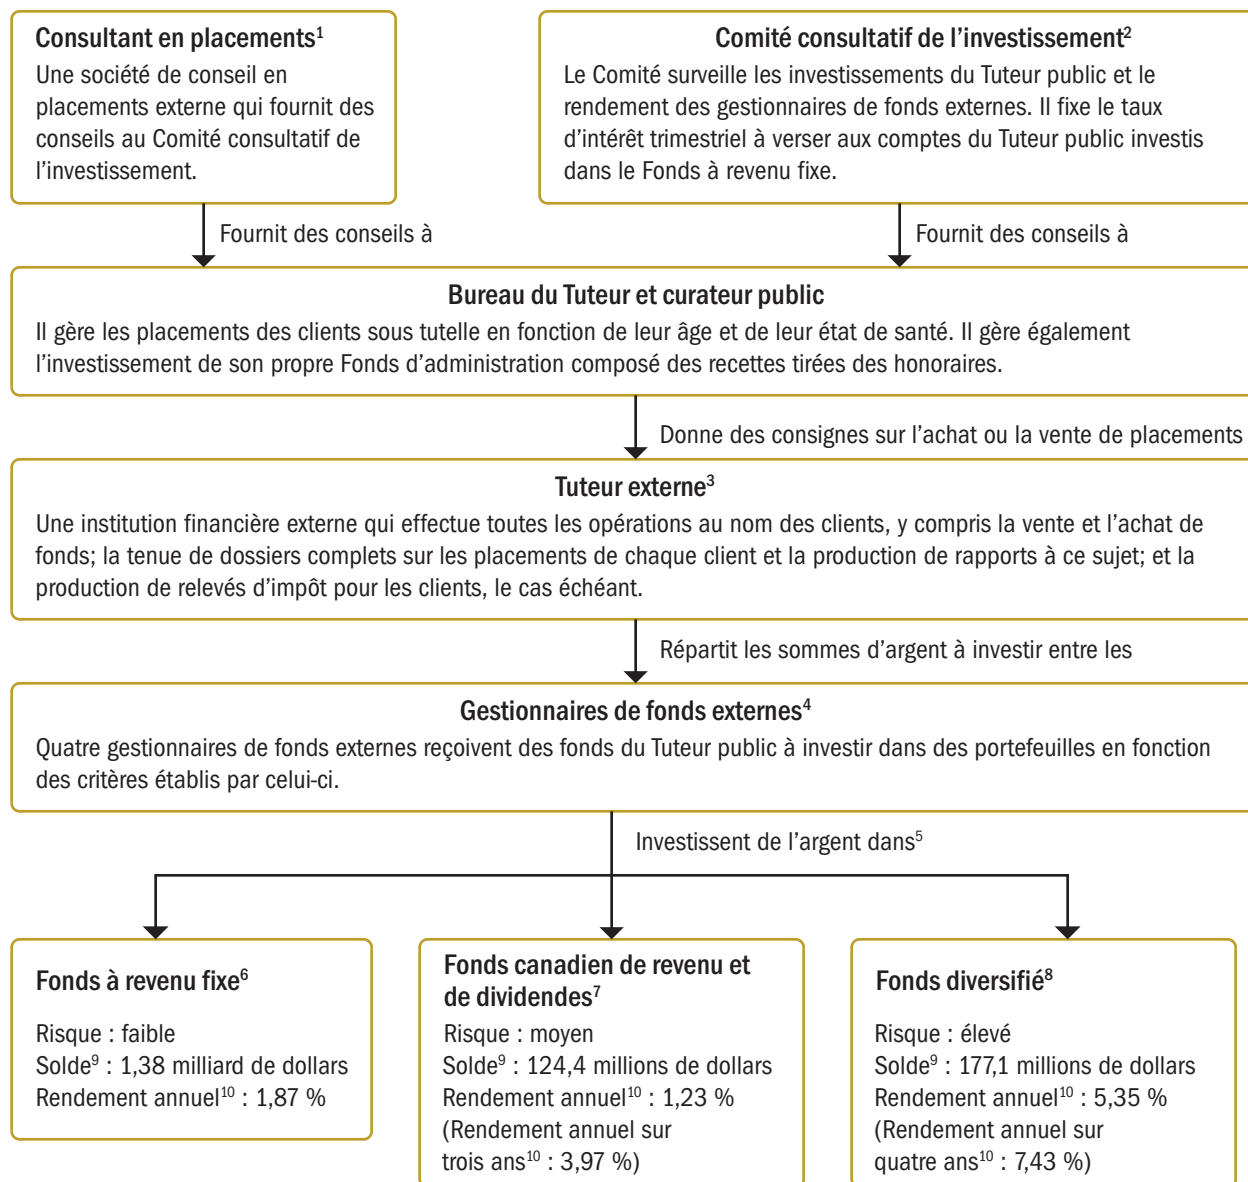 Consultant en placements1
Une société de conseil en
placements externe qui fournit des
conseils au Comité consultatif de
l’investissement.
Comité consultatif de l’investissement2
Le Comité surveille les investissements du Tuteur public et le
rendement des gestionnaires de fonds externes. Il fixe le taux
d’intérêt trimestriel à verser aux comptes du Tuteur public investis
dans le Fonds à revenu fixe.
Fournit des conseils à
Fournit des conseils à
Bureau du Tuteur et curateur public
Il gère les placements des clients sous tutelle en fonction de leur âge et de leur état de santé. Il gère également
l’investissement de son propre Fonds d’administration composé des recettes tirées des honoraires.
Donne des consignes sur l’achat ou la vente de placements
Tuteur externe3
Une institution financière externe qui effectue toutes les opérations au nom des clients, y compris la vente et l’achat de
fonds; la tenue de dossiers complets sur les placements de chaque client et la production de rapports à ce sujet; et la
production de relevés d’impôt pour les clients, le cas échéant.
Répartit les sommes d’argent à investir entre les
Gestionnaires de fonds externes4
Quatre gestionnaires de fonds externes reçoivent des fonds du Tuteur public à investir dans des portefeuilles en fonction
des critères établis par celui-ci.
Investissent de l’argent dans5
Fonds à revenu fixe6
Risque : faible
Solde9 : 1,38 milliard de dollars
Rendement annuel10 : 1,87 %
Fonds canadien de revenu et
de dividendes7
Risque : moyen
Solde9 : 124,4 millions de dollars
Rendement annuel10 : 1,23 %
(Rendement annuel sur
trois ans10 : 3,97 %)
Fonds diversifié8
Risque : élevé
Solde9 : 177,1 millions de dollars
Rendement annuel10 : 5,35 %
(Rendement annuel sur
quatre ans10 : 7,43 %)